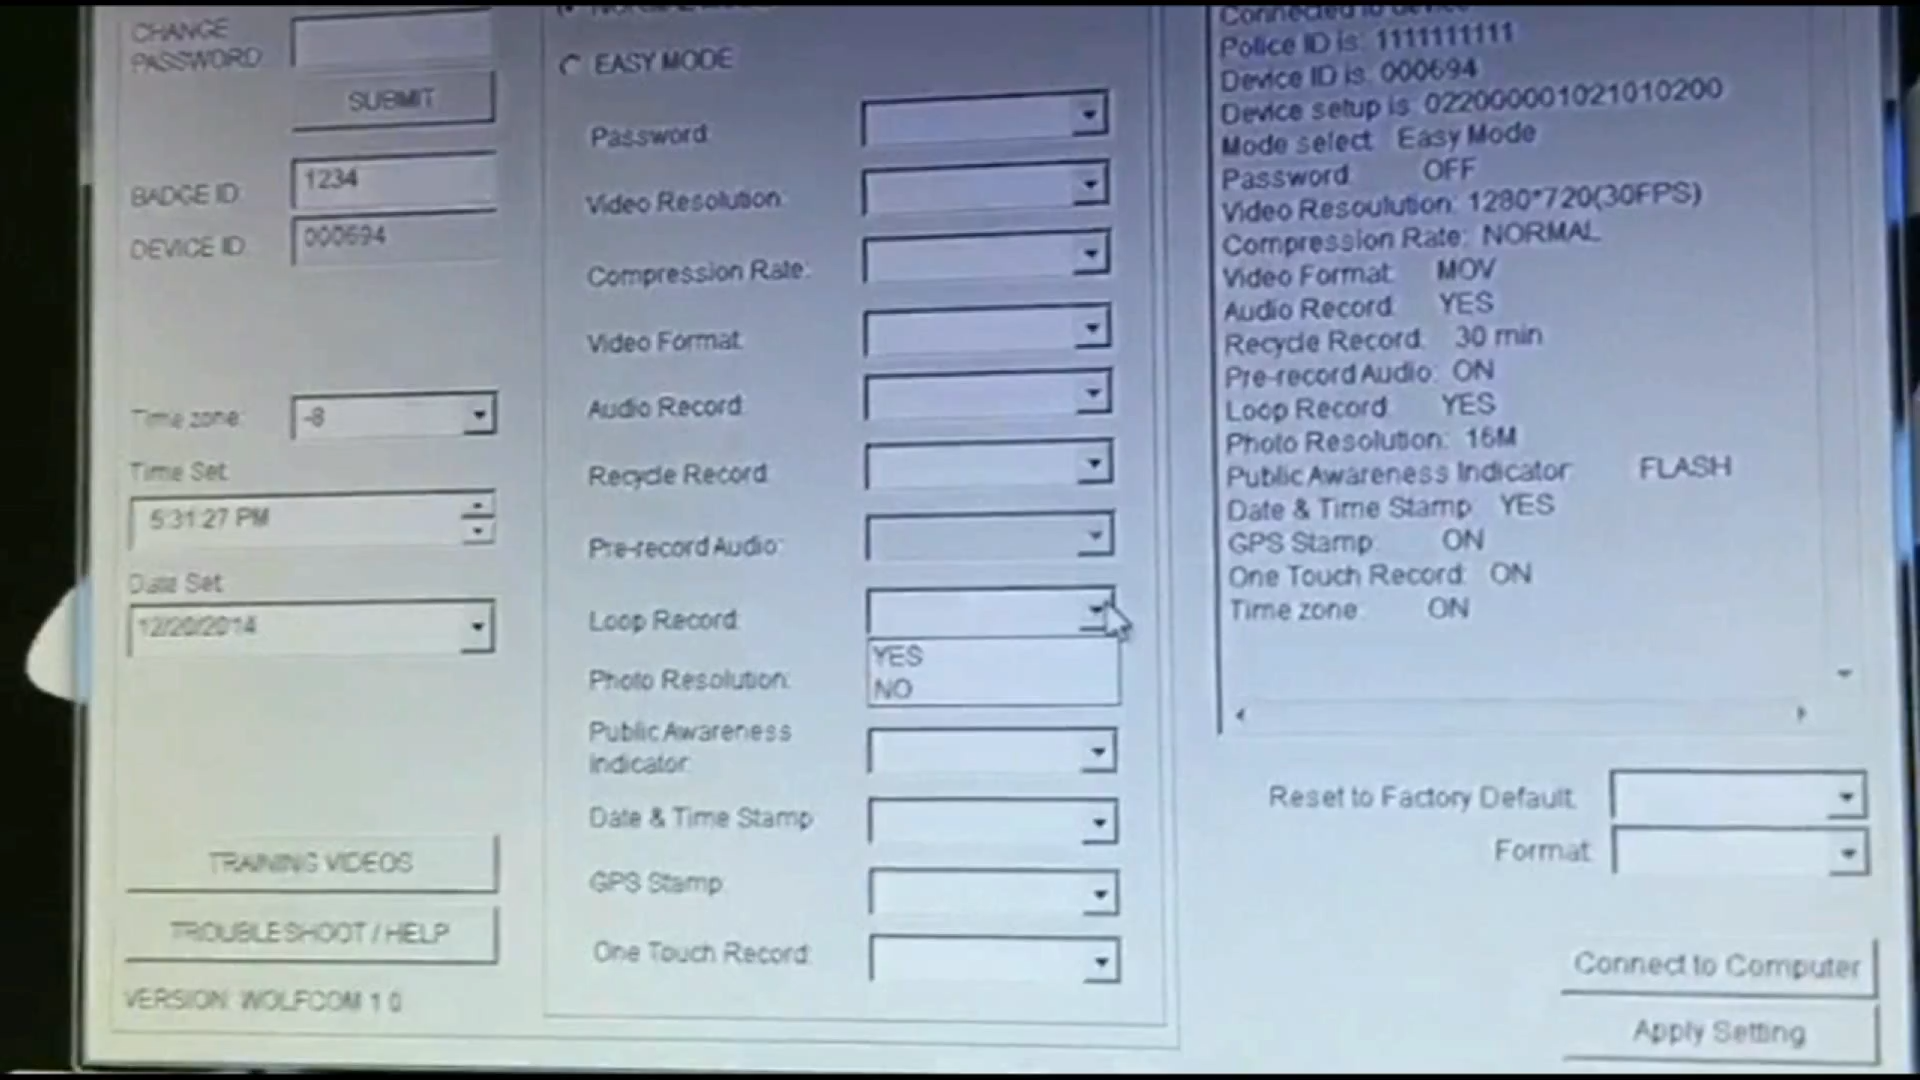 CHANGE
PASSWORD
SUBMIT
BADGE ID
1234
DEVICE ID
000694
Time zone:
-8
Time Set
5:31:27 PM
Date Set
12/20/2014
TRAINING VIDEOS
TROUBLESHOOT / HELP
VERSION: WOLFCOM 1 0
EASY MODE
Password
Video Resolution:
Compression Rate:
Video Format
Audio Record
Recycle Record
Pre-record Audio:
Loop Record:
YES
NO
Photo Resolution:
Public Awareness
Indicator:
Date & Time Stamp
GPS Stamp
One Touch Record:
Connected to device
Police ID is: 1111111111
Device ID is: 000694
Device setup is: 022000001021010200
Mode select Easy Mode
Password OFF
Video Resoulution: 1280*720(30FPS)
Compression Rate: NORMAL
Video Format: MOV
Audio Record: YES
Recycle Record: 30 min
Pre-record Audio: ON
Loop Record: YES
Photo Resolution: 16M
Public Awareness Indicator: FLASH
Date & Time Stamp: YES
GPS Stamp: ON
One Touch Record: ON
Time zone: ON
Reset to Factory Default:
Format:
Connect to Computer
Apply Setting